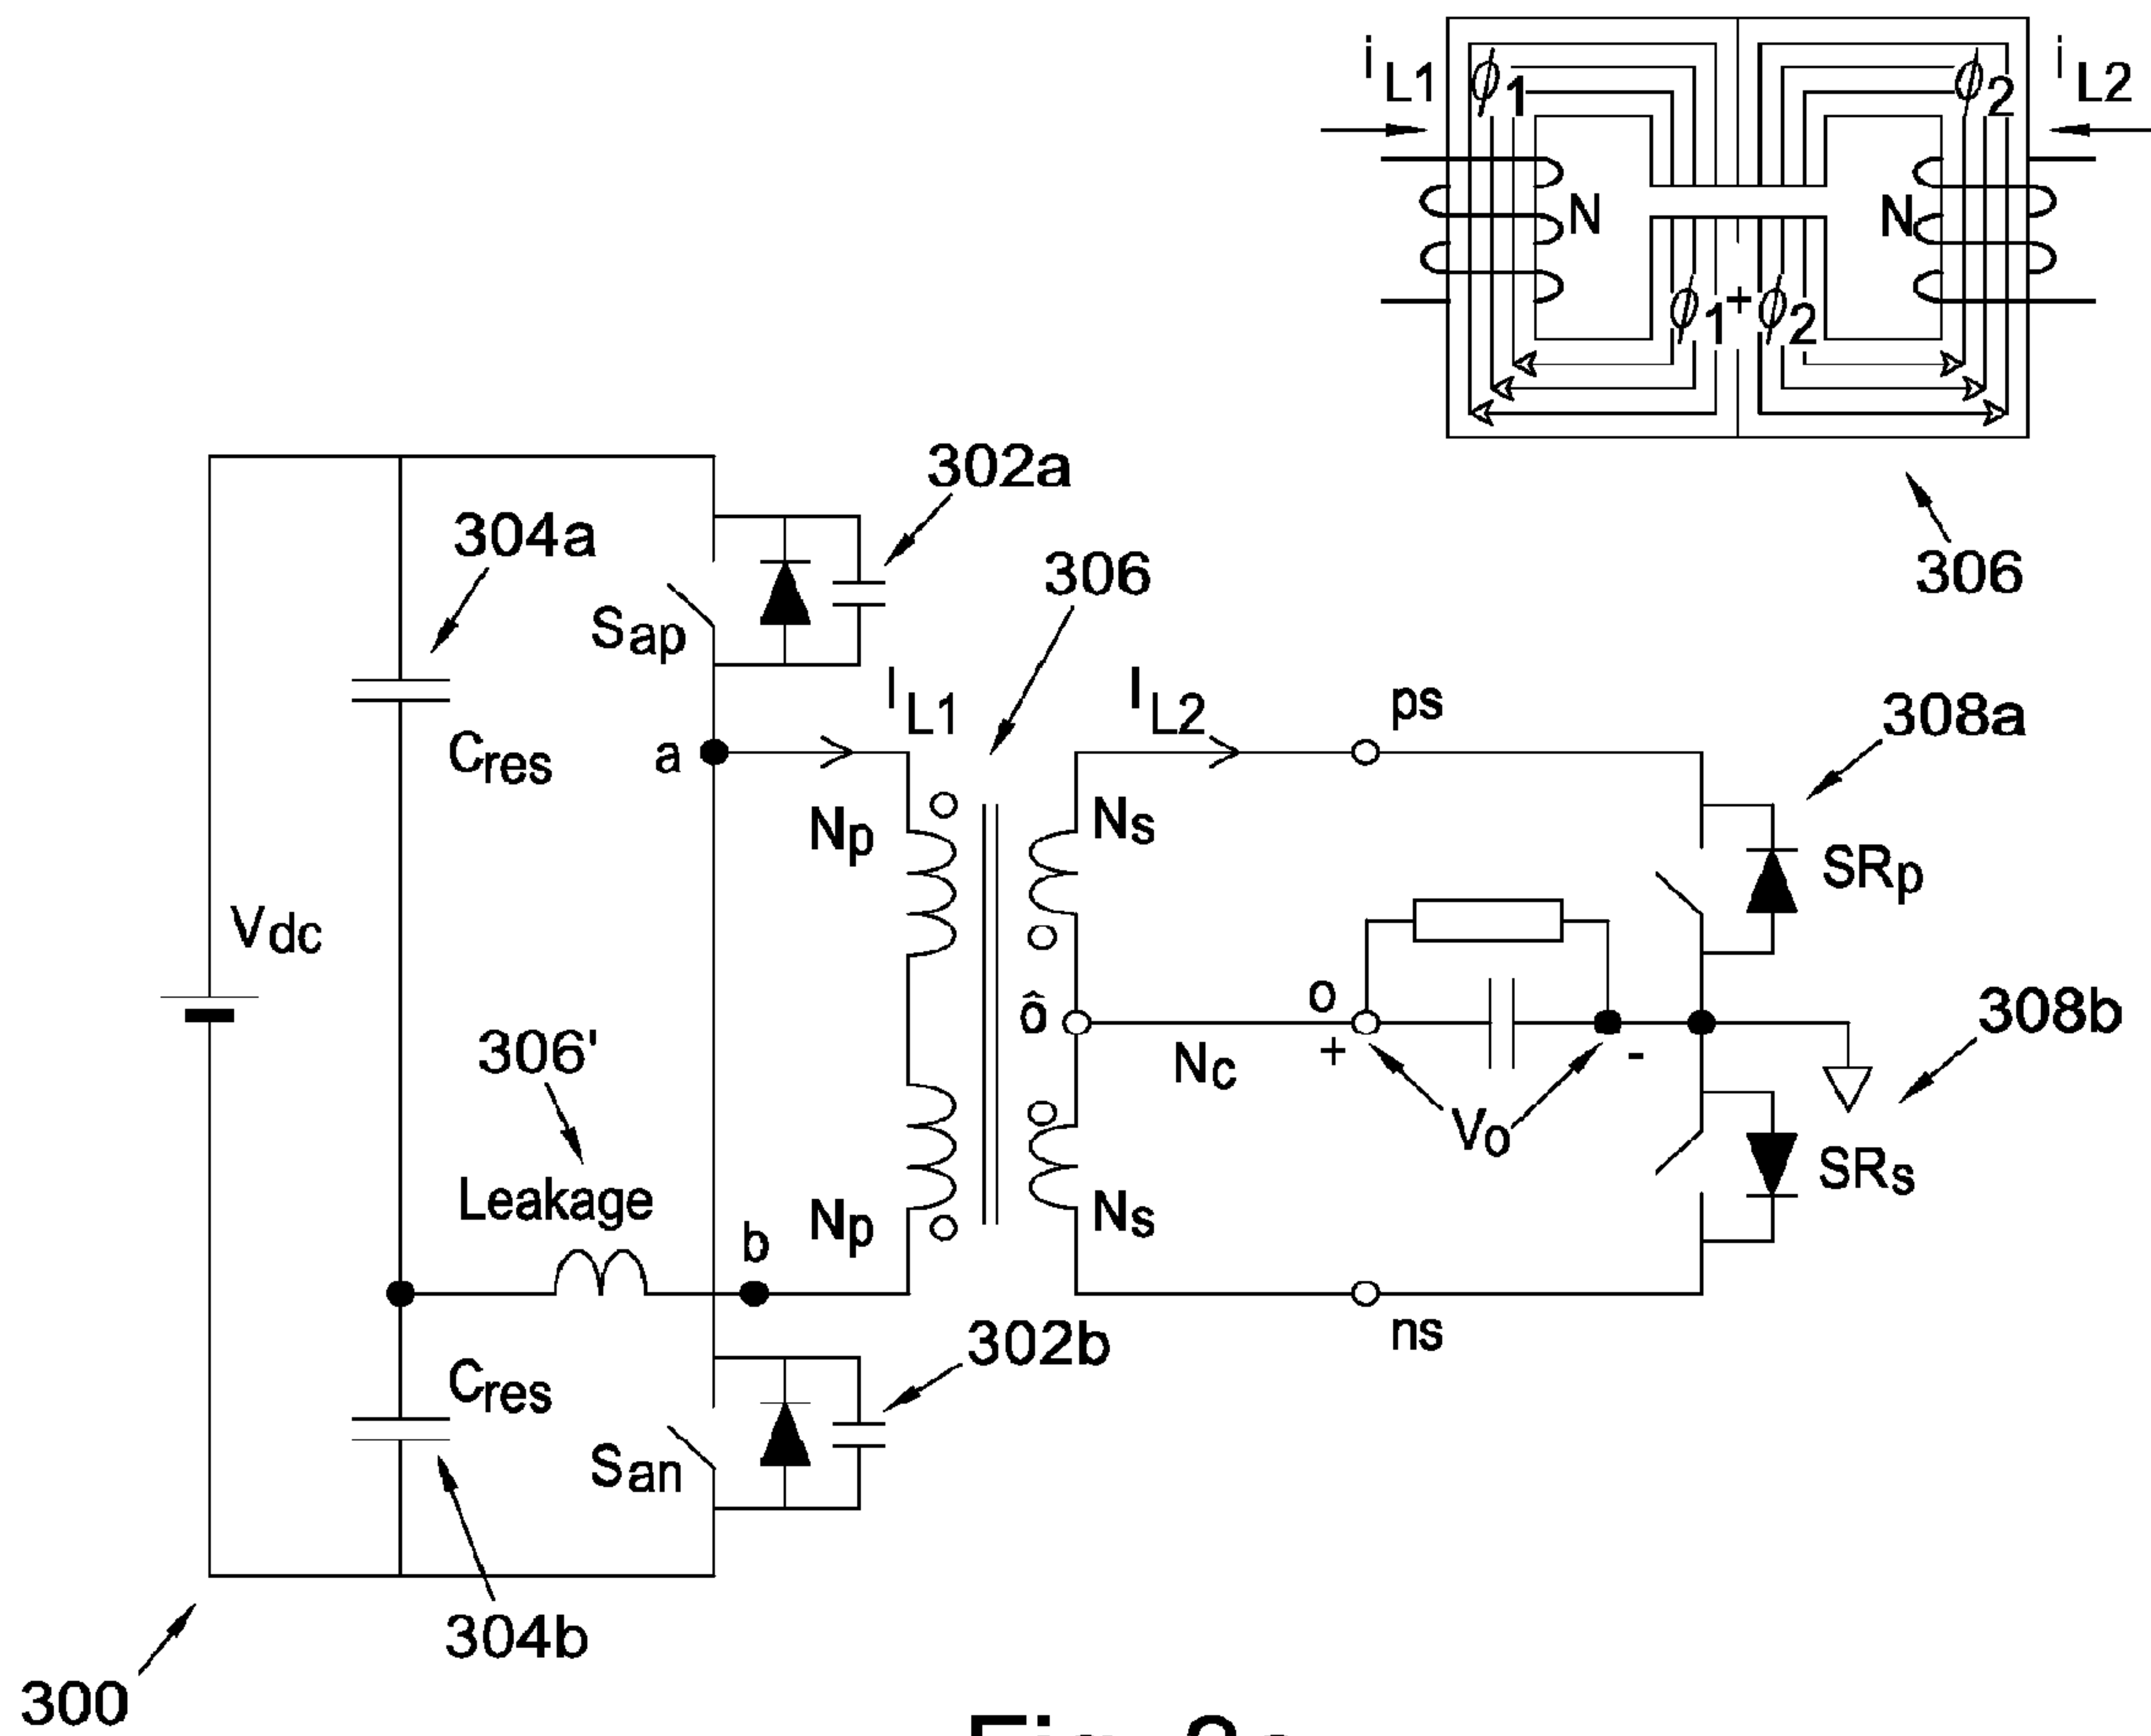 iL1
ϕ1
ϕ2
iL2
N
N
ϕ1+ϕ2
306
302a
304a
306
Sap
IL1
IL2
ps
308a
Cres
a
Np
Ns
SRp
Vdc
ô
o
308b
306'
+
-
Nc
Vo
Leakage
b
Np
Ns
SRs
ns
302b
Cres
San
304b
300